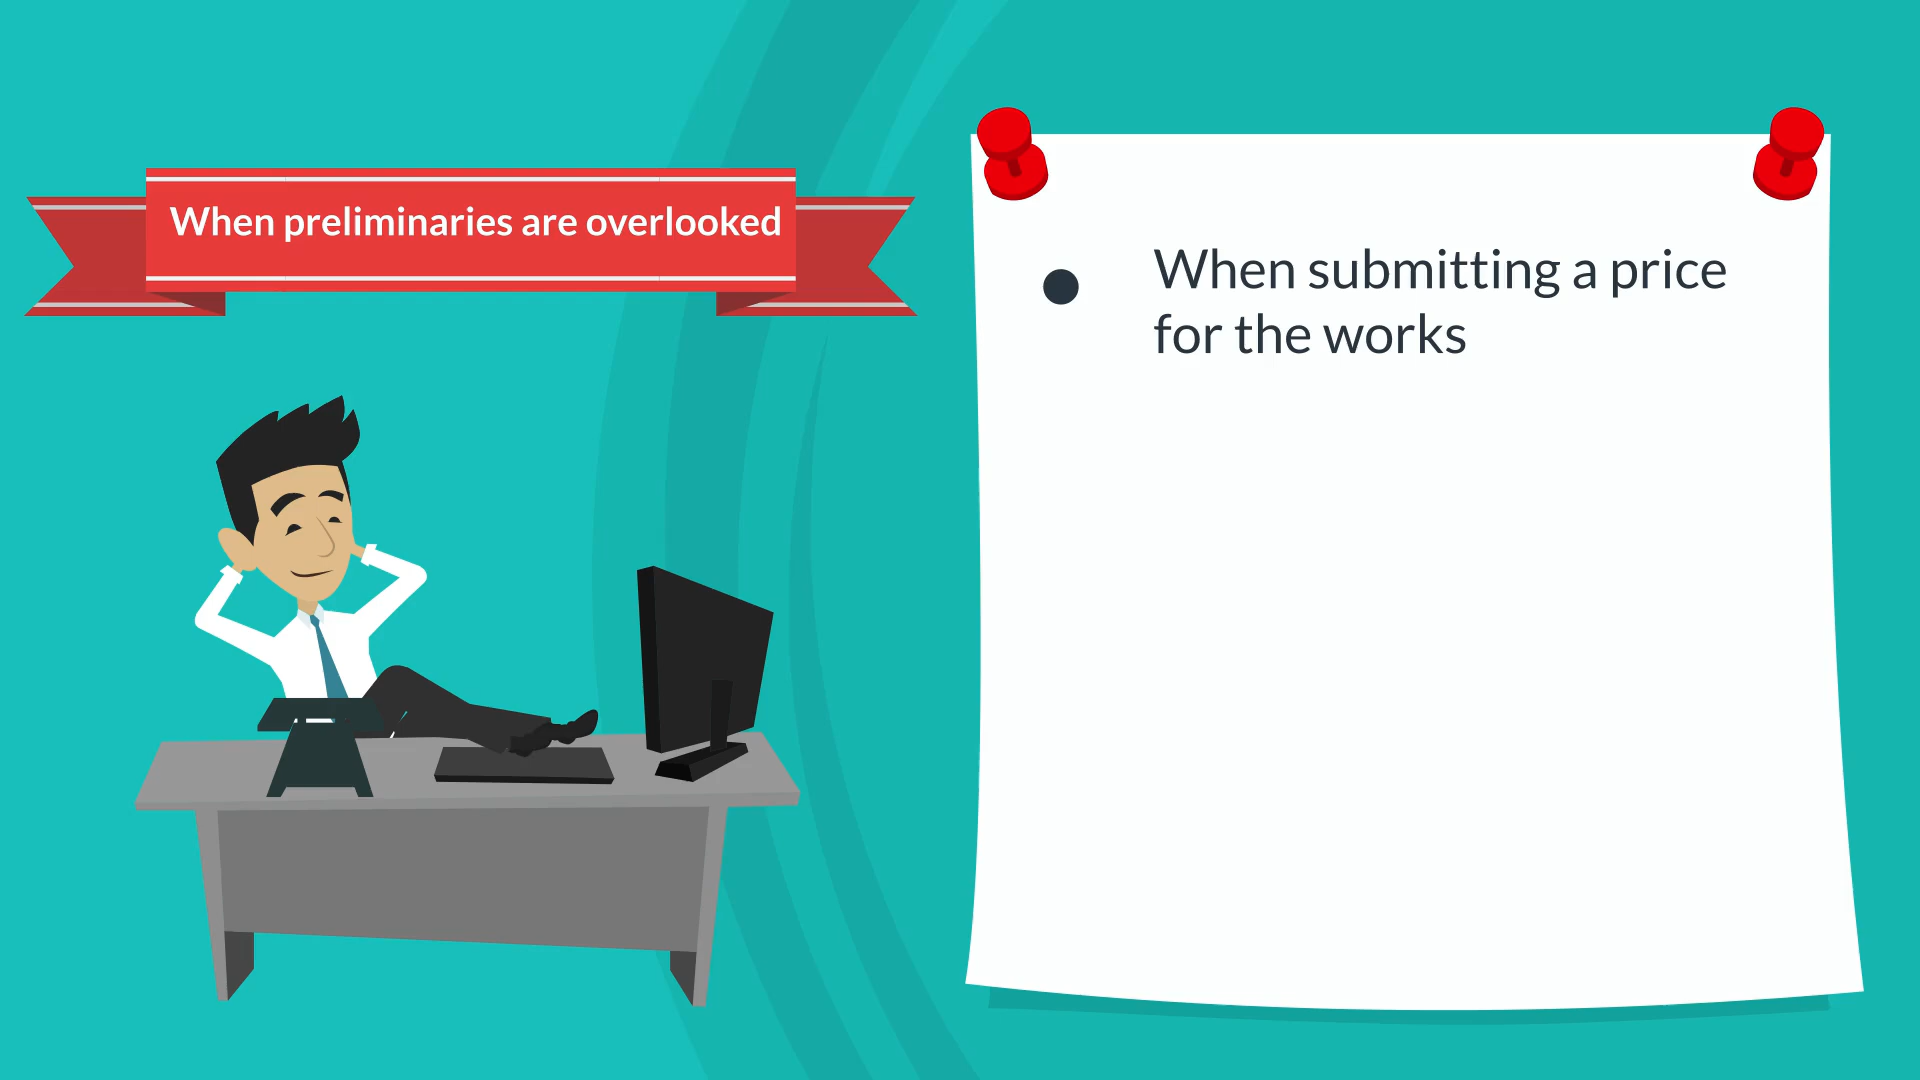 When preliminaries are overlooked
When submitting a price
for the works